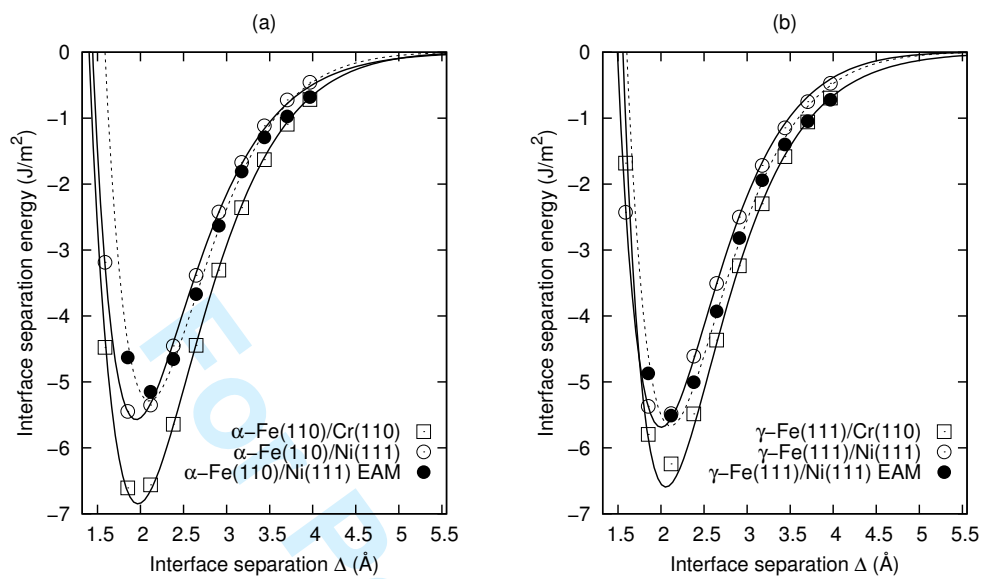 (a)
0
−1
−2
−3
−4
−5
−6
−7
Interface separation energy (J/m²)
α−Fe(110)/Cr(110)
α−Fe(110)/Ni(111)
α−Fe(110)/Ni(111) EAM
1.5 2 2.5 3 3.5 4 4.5 5 5.5
Interface separation Δ (Å)
(b)
0
−1
−2
−3
−4
−5
−6
−7
Interface separation energy (J/m²)
γ−Fe(111)/Cr(110)
γ−Fe(111)/Ni(111)
γ−Fe(111)/Ni(111) EAM
1.5 2 2.5 3 3.5 4 4.5 5 5.5
Interface separation Δ (Å)
For P